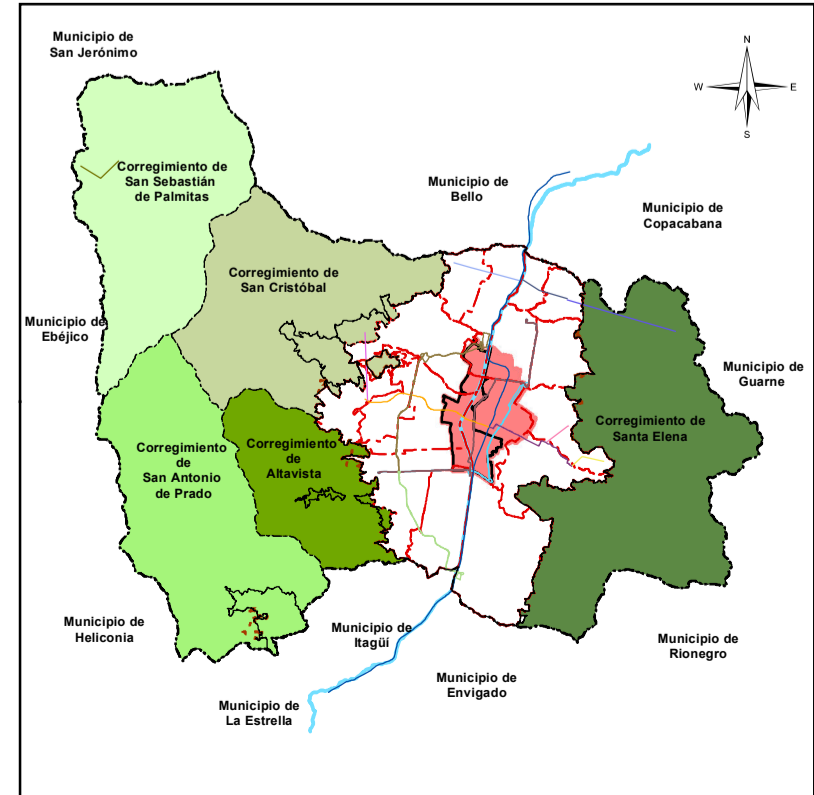 Municipio de
San Jerónimo
N
W
E
S
Corregimiento de
San Sebastián
de Palmitas
Municipio de
Bello
Municipio de
Copacabana
Corregimiento de
San Cristóbal
Municipio de
Ebéjico
Municipio de
Guarne
Corregimiento de
Santa Elena
Corregimiento
de
San Antonio
de Prado
Corregimiento
de
Altavista
Municipio de
Heliconia
Municipio de
Itagüí
Municipio de
Rionegro
Municipio de
Envigado
Municipio de
La Estrella